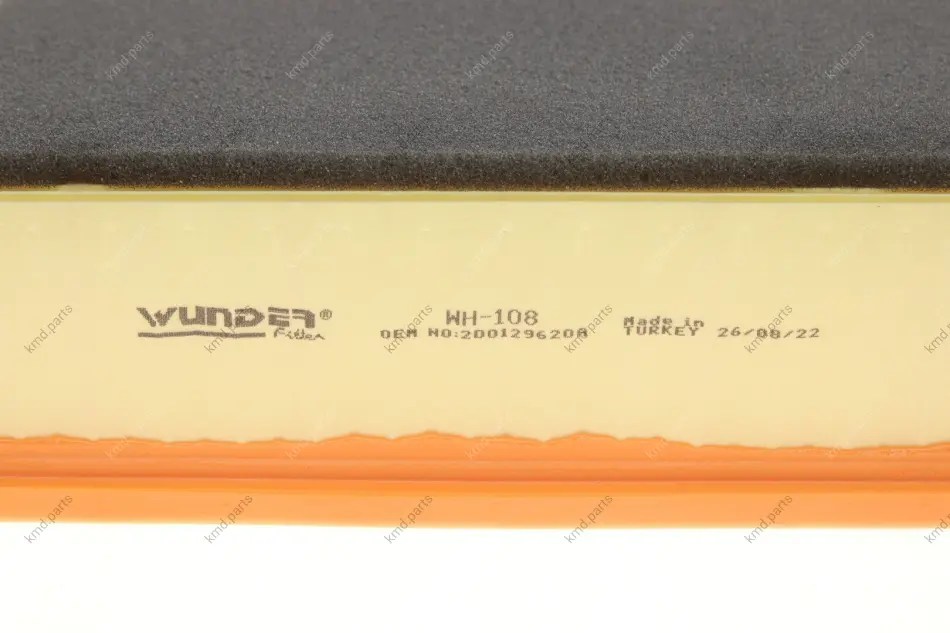 WUNDER®
Filter
WH-108
OEM NO:2D0129620A
Made in
TURKEY 26/08/22
kmd.parts